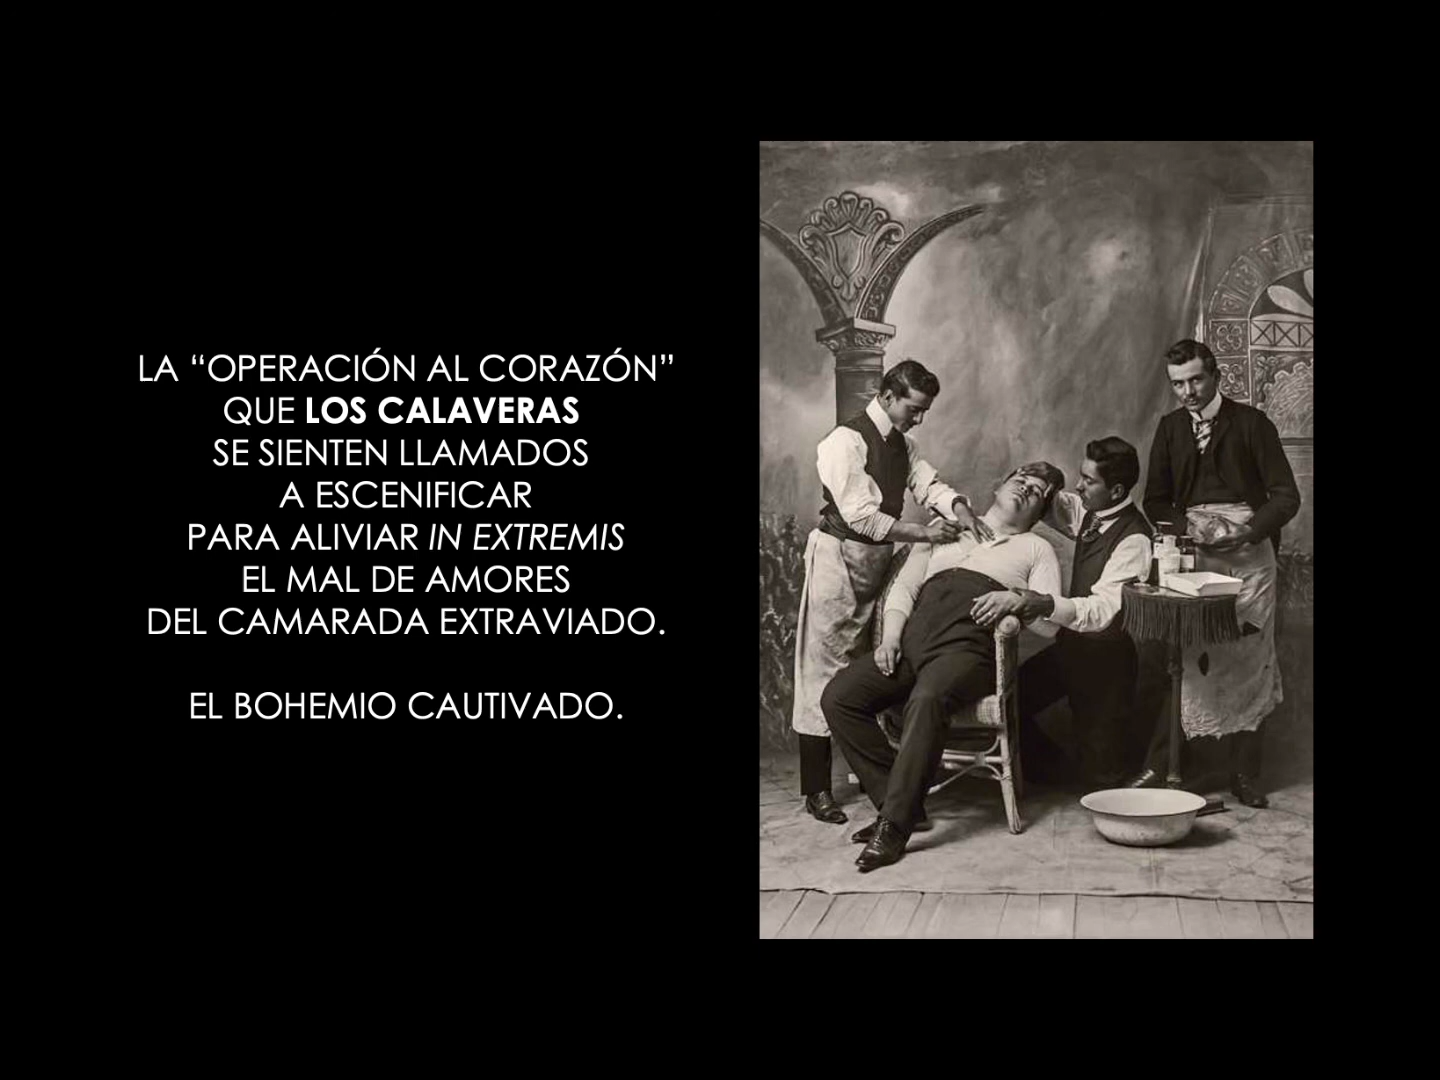 LA “OPERACIÓN AL CORAZÓN”
QUE LOS CALAVERAS
SE SIENTEN LLAMADOS
A ESCENIFICAR
PARA ALIVIAR IN EXTREMIS
EL MAL DE AMORES
DEL CAMARADA EXTRAVIADO.
EL BOHEMIO CAUTIVADO.